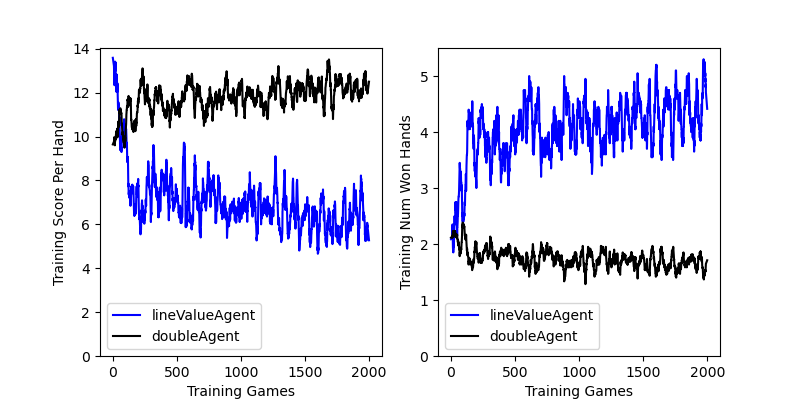 14
12
10
8
6
4
2
0
Training Score Per Hand
lineValueAgent
doubleAgent
0 500 1000 1500 2000
Training Games
5
4
3
2
1
0
Training Num Won Hands
lineValueAgent
doubleAgent
0 500 1000 1500 2000
Training Games